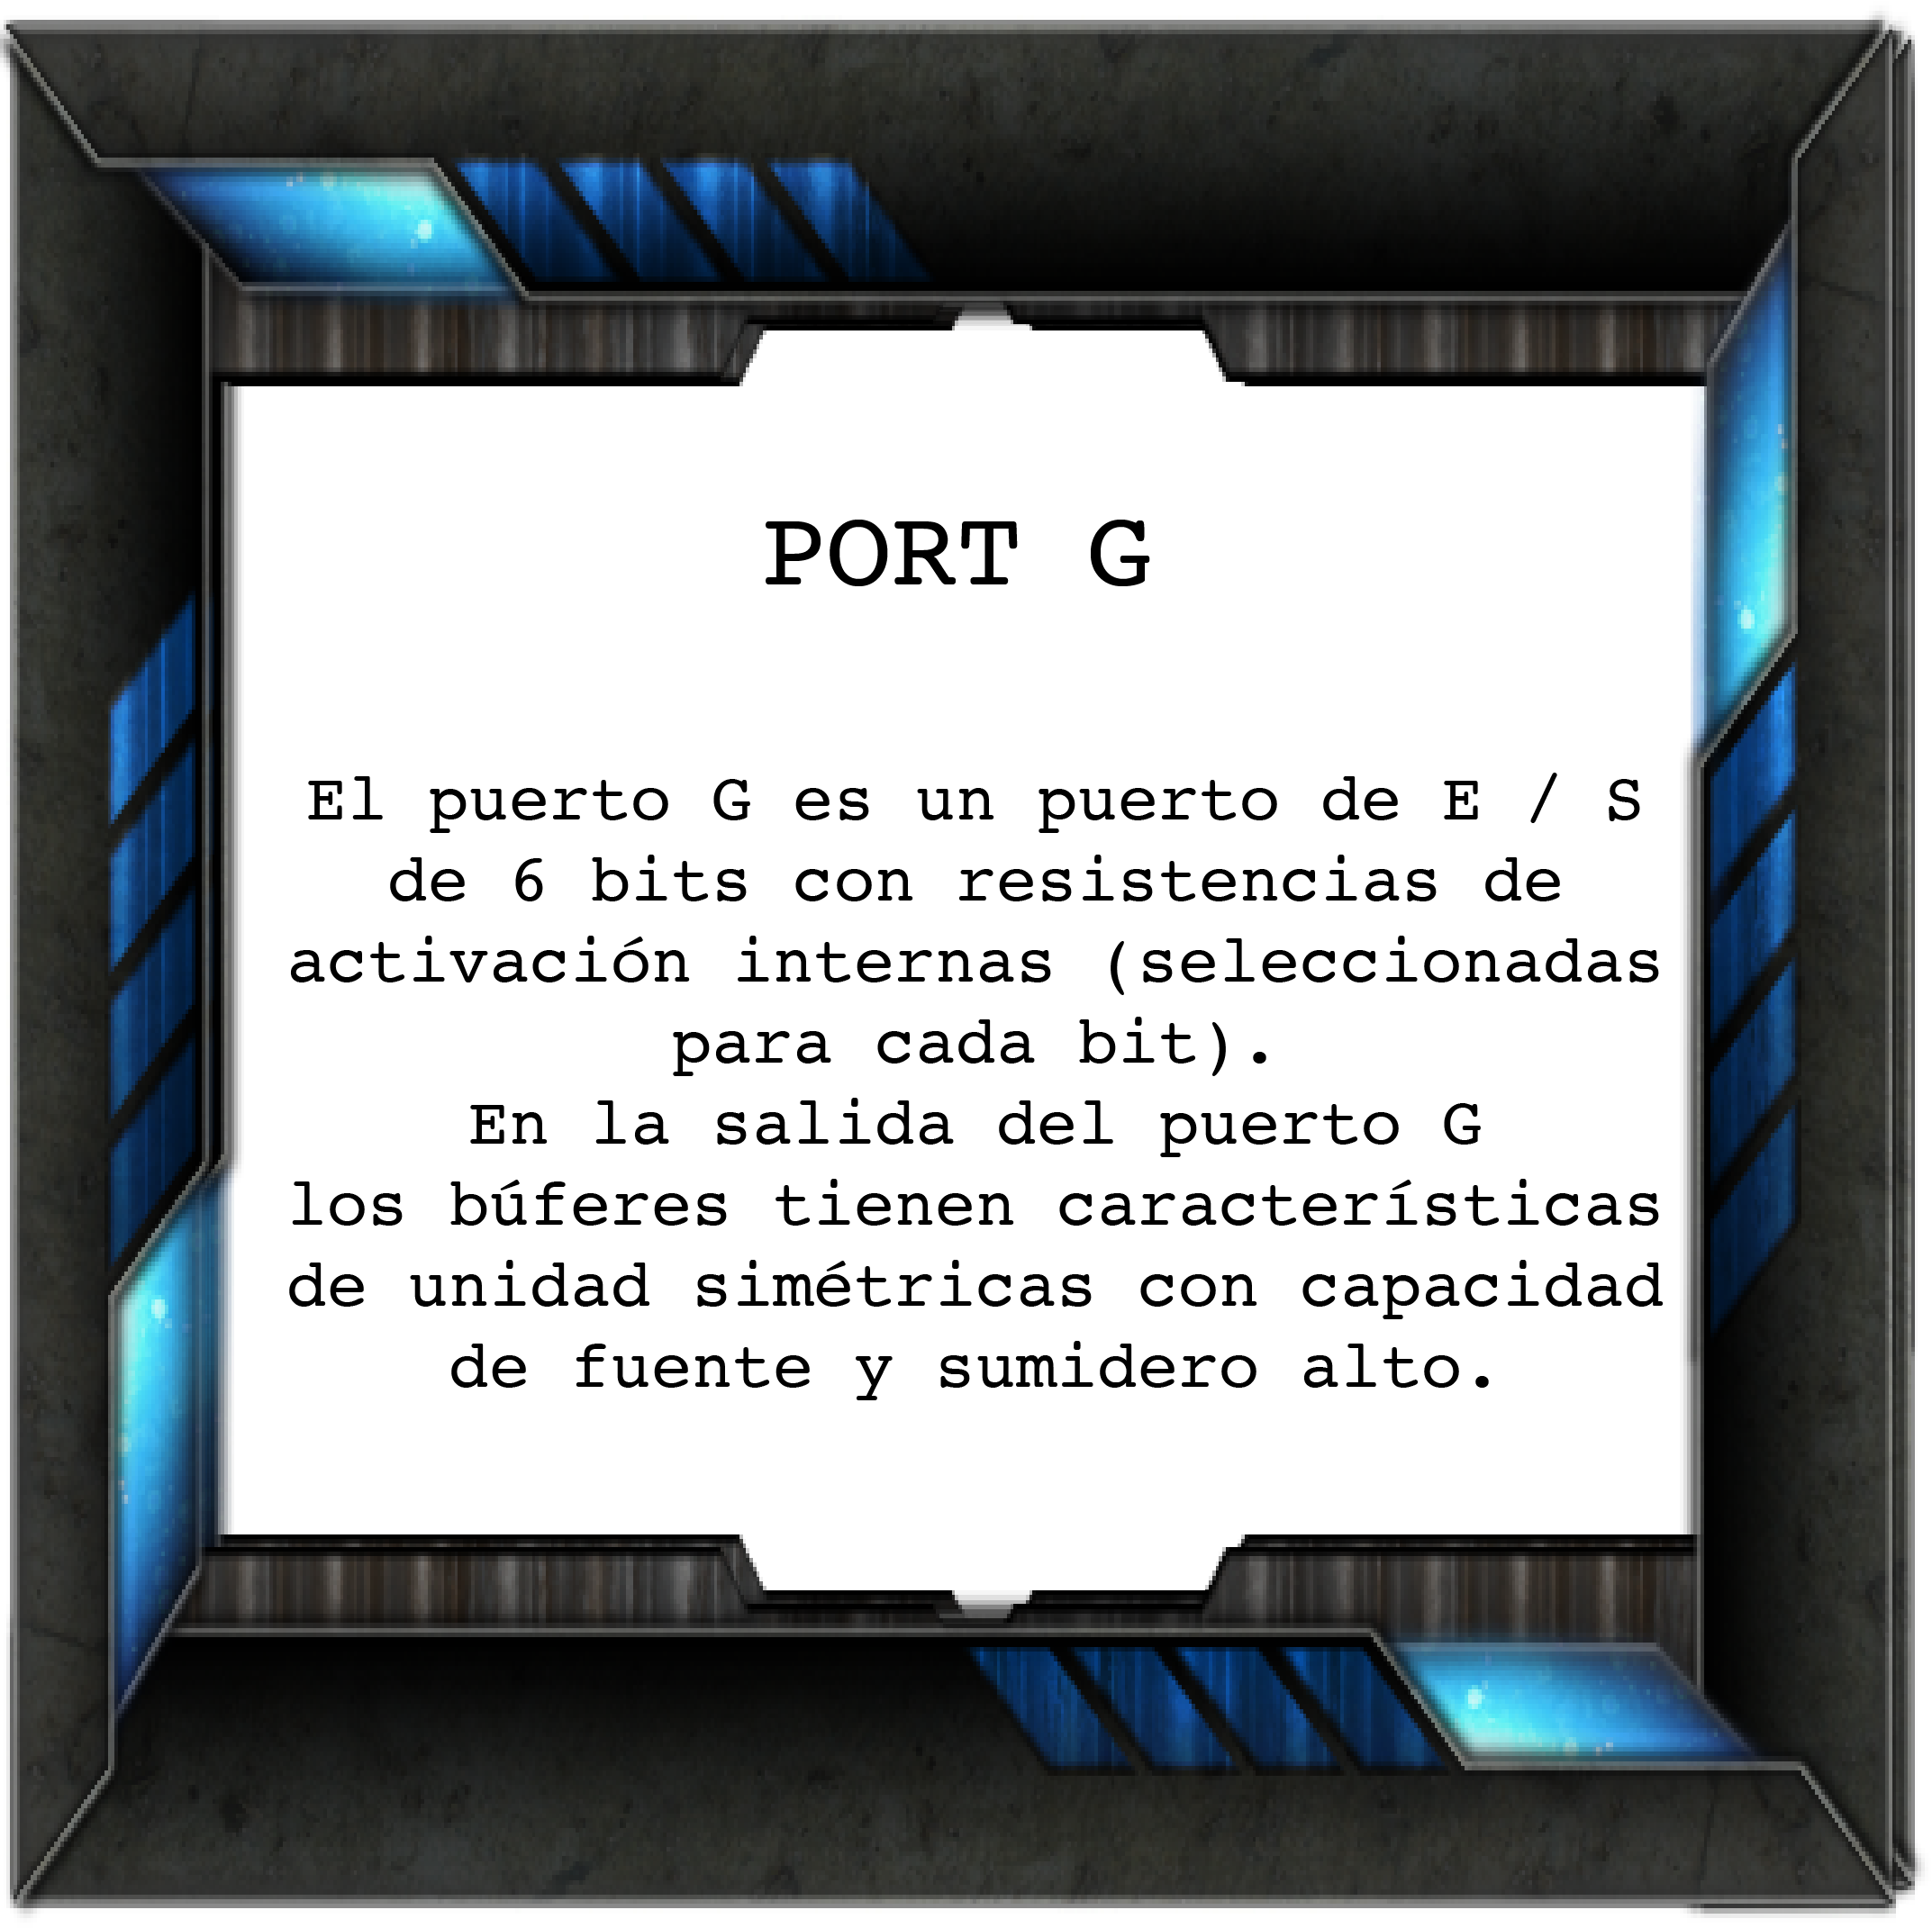 PORT G
El puerto G es un puerto de E / S
de 6 bits con resistencias de
activación internas (seleccionadas
para cada bit).
En la salida del puerto G
los búferes tienen características
de unidad simétricas con capacidad
de fuente y sumidero alto.